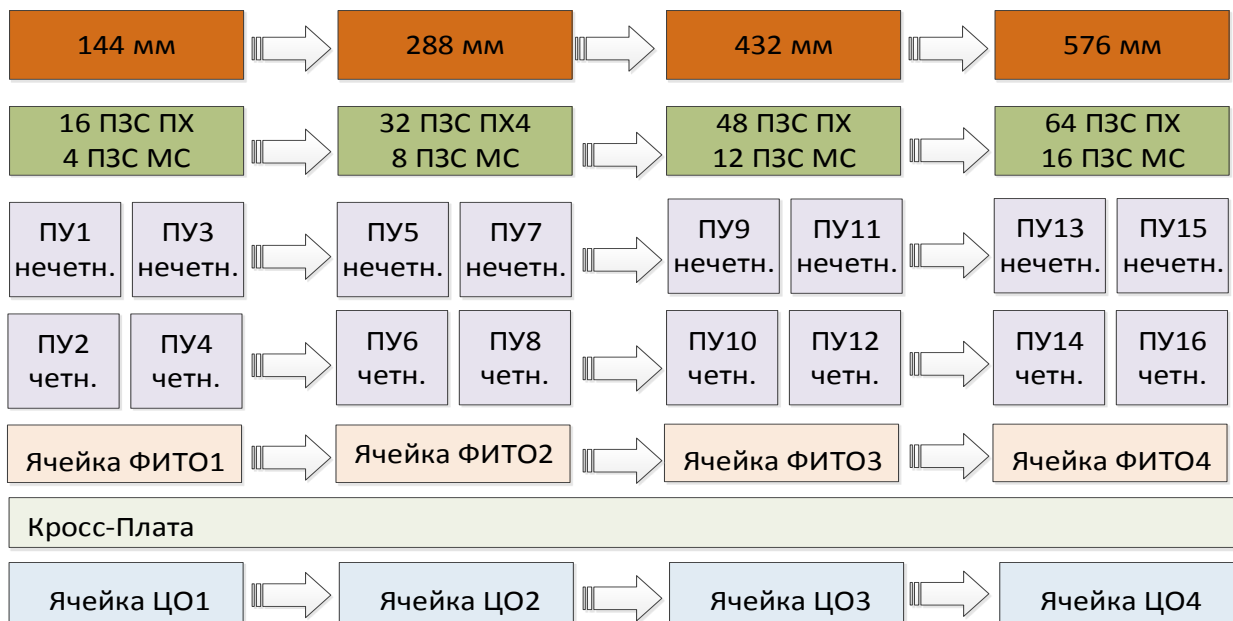 144 мм
288 мм
432 мм
576 мм
16 ПЗС ПХ
4 ПЗС МС
32 ПЗС ПХ4
8 ПЗС МС
48 ПЗС ПХ
12 ПЗС МС
64 ПЗС ПХ
16 ПЗС МС
ПУ1
нечетн.
ПУ3
нечетн.
ПУ5
нечетн.
ПУ7
нечетн.
ПУ9
нечетн.
ПУ11
нечетн.
ПУ13
нечетн.
ПУ15
нечетн.
ПУ2
четн.
ПУ4
четн.
ПУ6
четн.
ПУ8
четн.
ПУ10
четн.
ПУ12
четн.
ПУ14
четн.
ПУ16
четн.
Ячейка ФИТО1
Ячейка ФИТО2
Ячейка ФИТО3
Ячейка ФИТО4
Кросс-Плата
Ячейка ЦО1
Ячейка ЦО2
Ячейка ЦО3
Ячейка ЦО4